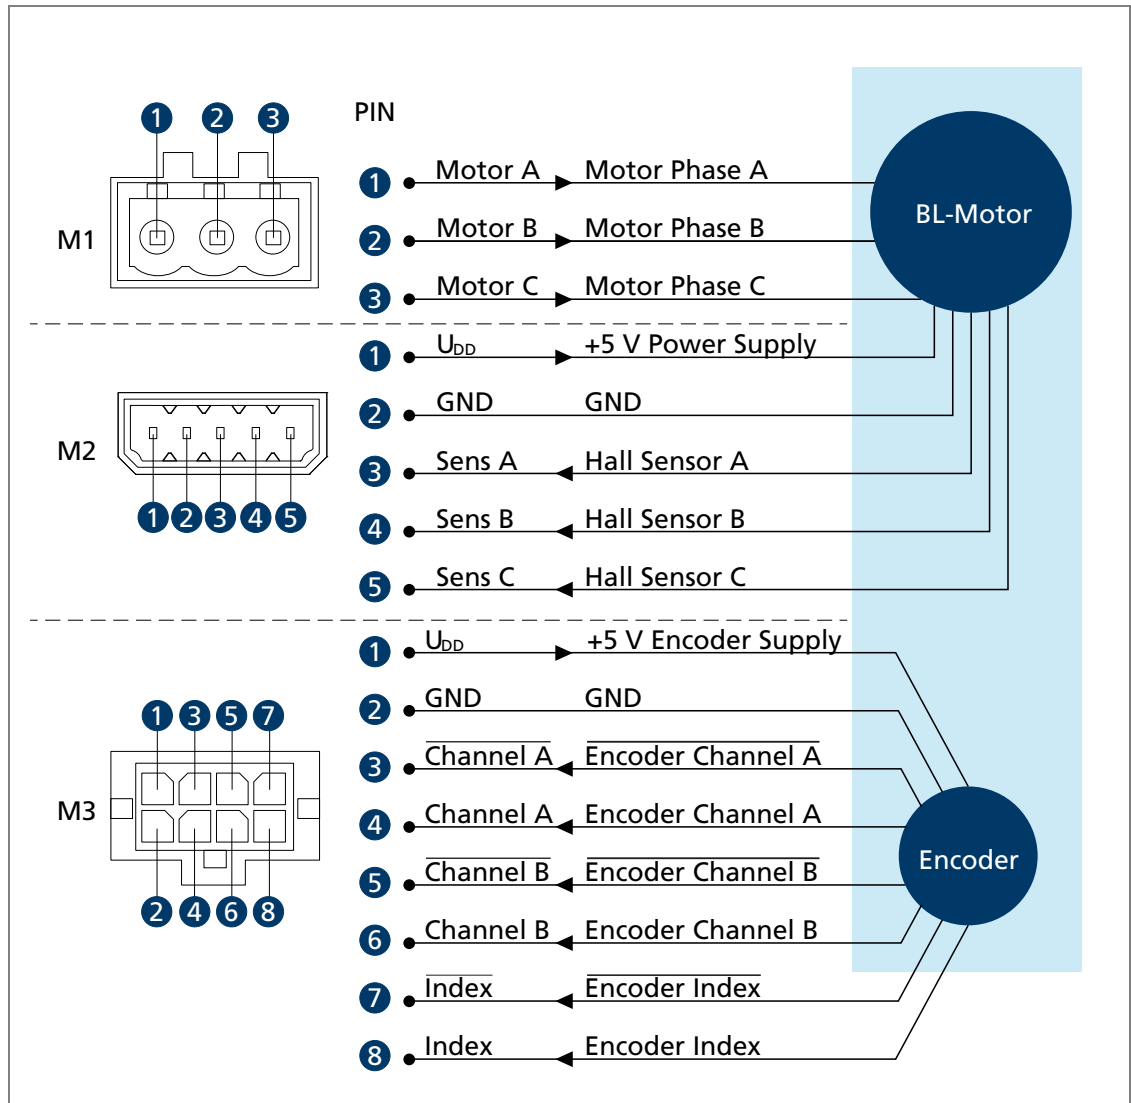 1 2 3 PIN
1 Motor A Motor Phase A
BL-Motor
M1
2 Motor B Motor Phase B
3 Motor C Motor Phase C
1 UDD +5 V Power Supply
2 GND GND
M2
3 Sens A Hall Sensor A
1 2 3 4 5
4 Sens B Hall Sensor B
5 Sens C Hall Sensor C
1 UDD +5 V Encoder Supply
2 GND GND
1 3 5 7
3 Channel A Encoder Channel A
M3
4 Channel A Encoder Channel A
Encoder
5 Channel B Encoder Channel B
2 4 6 8
6 Channel B Encoder Channel B
7 Index Encoder Index
8 Index Encoder Index